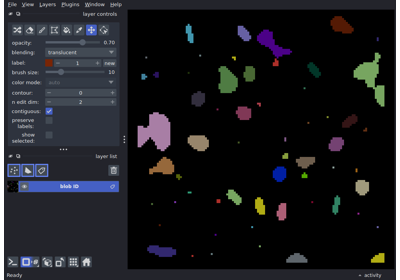 File View Layers Plugins Window Help
layer controls
opacity: 0.70
blending: translucent
label: 1 new
brush size: 10
color mode: auto
contour: 0
n edit dim: 2
contiguous:
preserve
labels:
show
selected:
layer list
blob ID
Ready activity